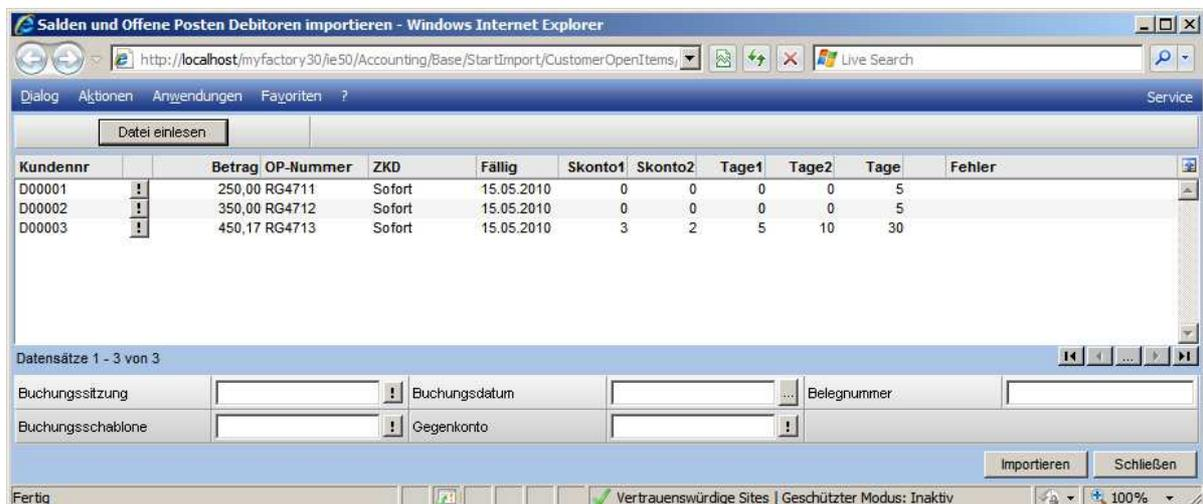 Salden und Offene Posten Debitoren importieren - Windows Internet Explorer
http://localhost/myfactory30/ie50/Accounting/Base/StartImport/CustomerOpenItems/ Live Search
Dialog Aktionen Anwendungen Favoriten ? Service
Datei einlesen
Kundennr Betrag OP-Nummer ZKD Fällig Skonto1 Skonto2 Tage1 Tage2 Tage Fehler
D00001 ! 250,00 RG4711 Sofort 15.05.2010 0 0 0 0 5
D00002 ! 350,00 RG4712 Sofort 15.05.2010 0 0 0 0 5
D00003 ! 450,17 RG4713 Sofort 15.05.2010 3 2 5 10 30
Datensätze 1 - 3 von 3 ...
Buchungssitzung ! Buchungsdatum ... Belegnummer
Buchungsschablone ! Gegenkonto !
Importieren Schließen
Fertig Vertrauenswürdige Sites | Geschützter Modus: Inaktiv 100%